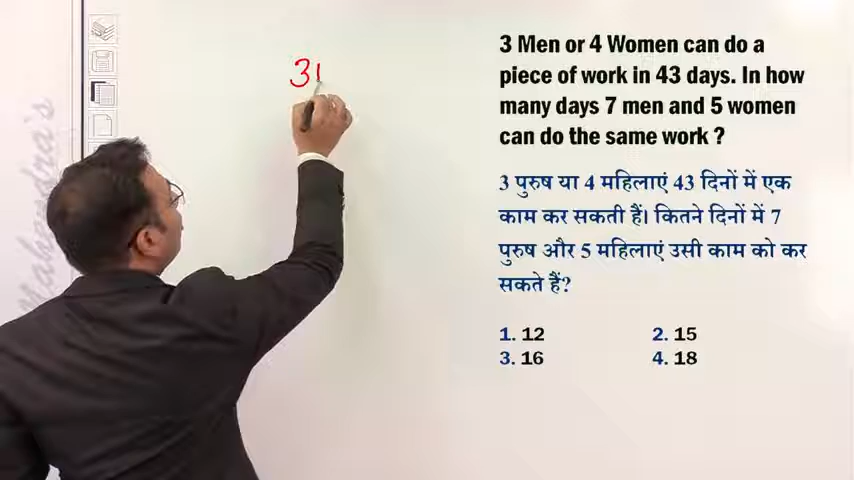 31
3 Men or 4 Women can do a
piece of work in 43 days. In how
many days 7 men and 5 women
can do the same work ?
3 पुरुष या 4 महिलाएं 43 दिनों में एक
काम कर सकती हैं। कितने दिनों में 7
पुरुष और 5 महिलाएं उसी काम को कर
सकते हैं?
1. 12 2. 15
3. 16 4. 18
Mahendra's